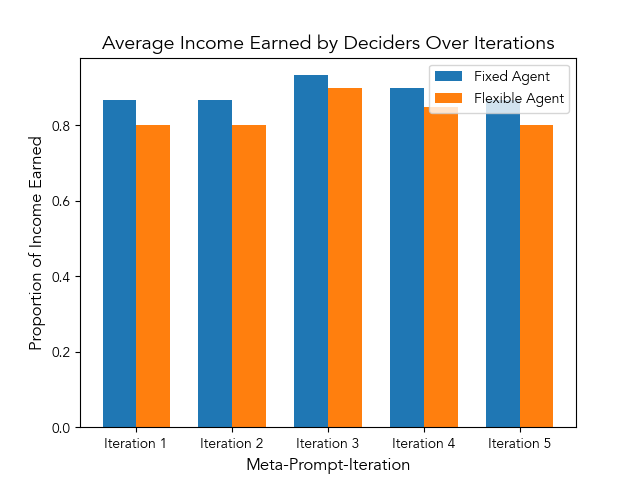 Average Income Earned by Deciders Over Iterations
Fixed Agent
Flexible Agent
Proportion of Income Earned
0.8
0.6
0.4
0.2
0.0
Iteration 1
Iteration 2
Iteration 3
Iteration 4
Iteration 5
Meta-Prompt-Iteration